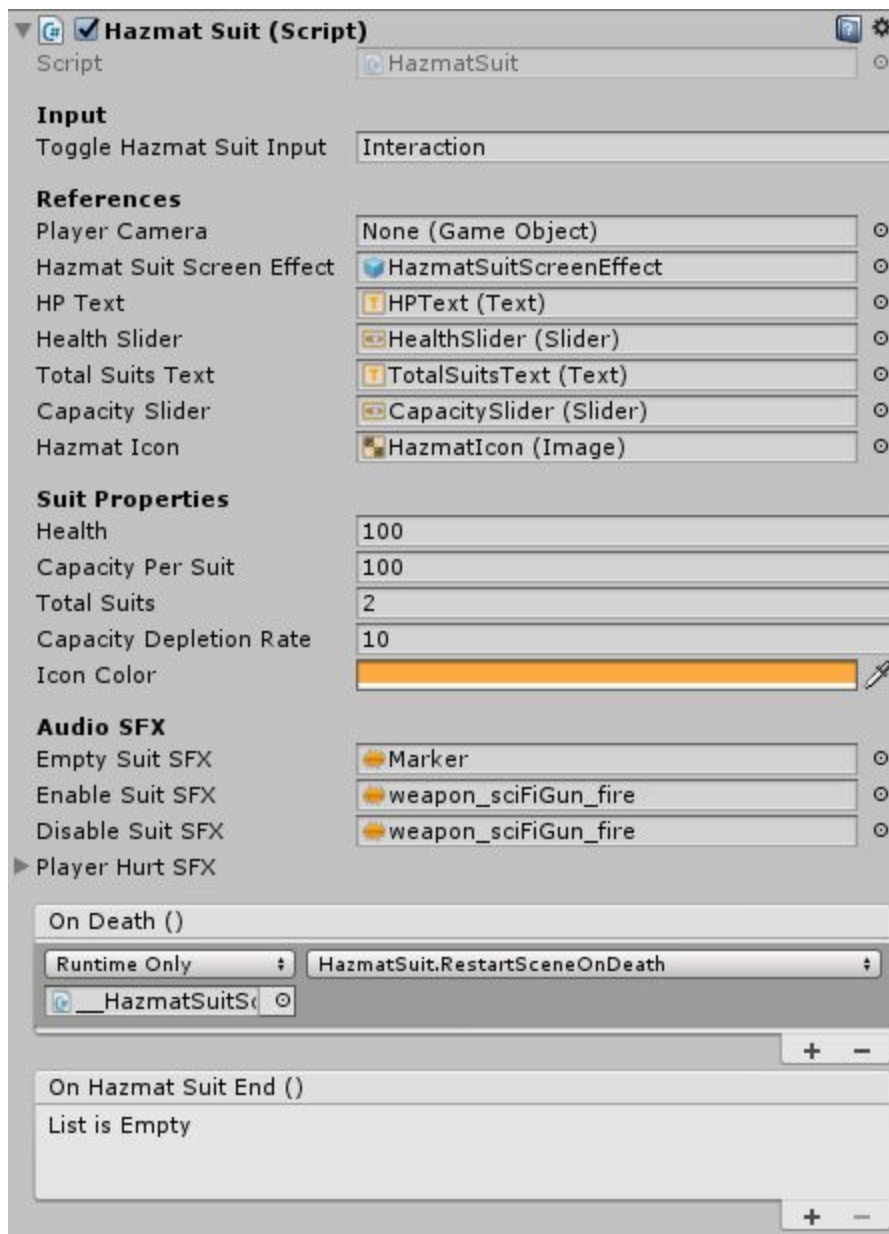 Hazmat Suit (Script)
Script HazmatSuit
Input
Toggle Hazmat Suit Input Interaction
References
Player Camera None (Game Object)
Hazmat Suit Screen Effect HazmatSuitScreenEffect
HP Text HPText (Text)
Health Slider HealthSlider (Slider)
Total Suits Text TotalSuitsText (Text)
Capacity Slider CapacitySlider (Slider)
Hazmat Icon HazmatIcon (Image)
Suit Properties
Health 100
Capacity Per Suit 100
Total Suits 2
Capacity Depletion Rate 10
Icon Color
Audio SFX
Empty Suit SFX Marker
Enable Suit SFX weapon_sciFiGun_fire
Disable Suit SFX weapon_sciFiGun_fire
Player Hurt SFX
On Death ()
Runtime Only HazmatSuit.RestartSceneOnDeath
__HazmatSuitSc
+ −
On Hazmat Suit End ()
List is Empty
+ −